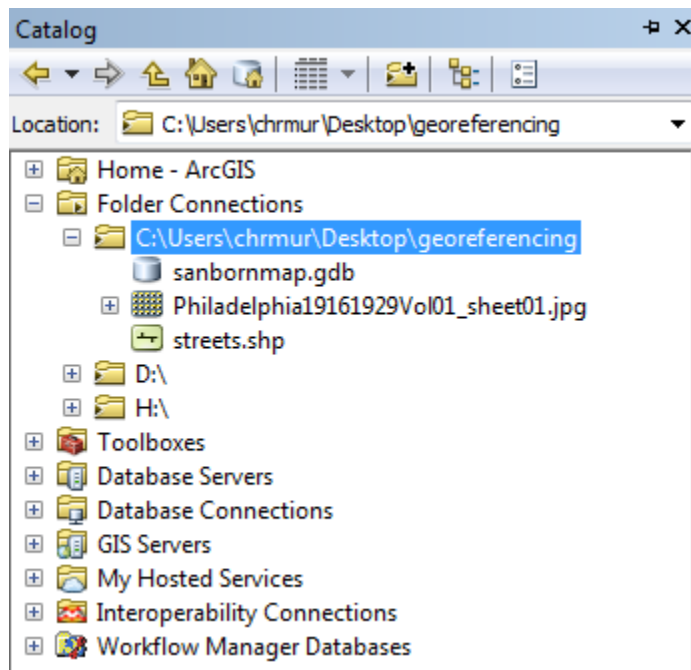 Catalog
Location: C:\Users\chrmur\Desktop\georeferencing
Home - ArcGIS
Folder Connections
C:\Users\chrmur\Desktop\georeferencing
sanbornmap.gdb
Philadelphia19161929Vol01_sheet01.jpg
streets.shp
D:\
H:\
Toolboxes
Database Servers
Database Connections
GIS Servers
My Hosted Services
Interoperability Connections
Workflow Manager Databases